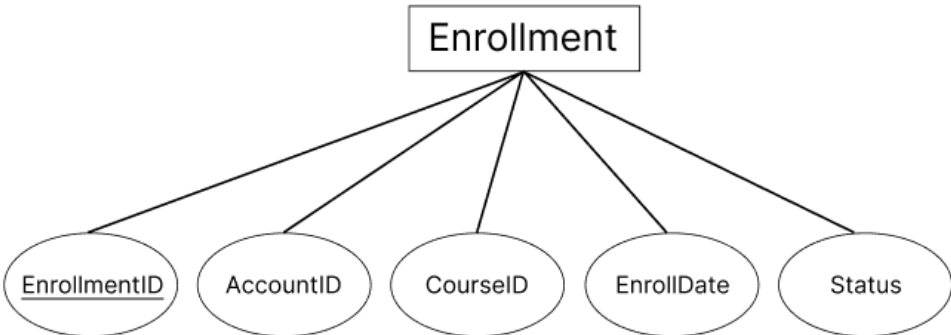 Enrollment
EnrollmentID
AccountID
CourseID
EnrollDate
Status